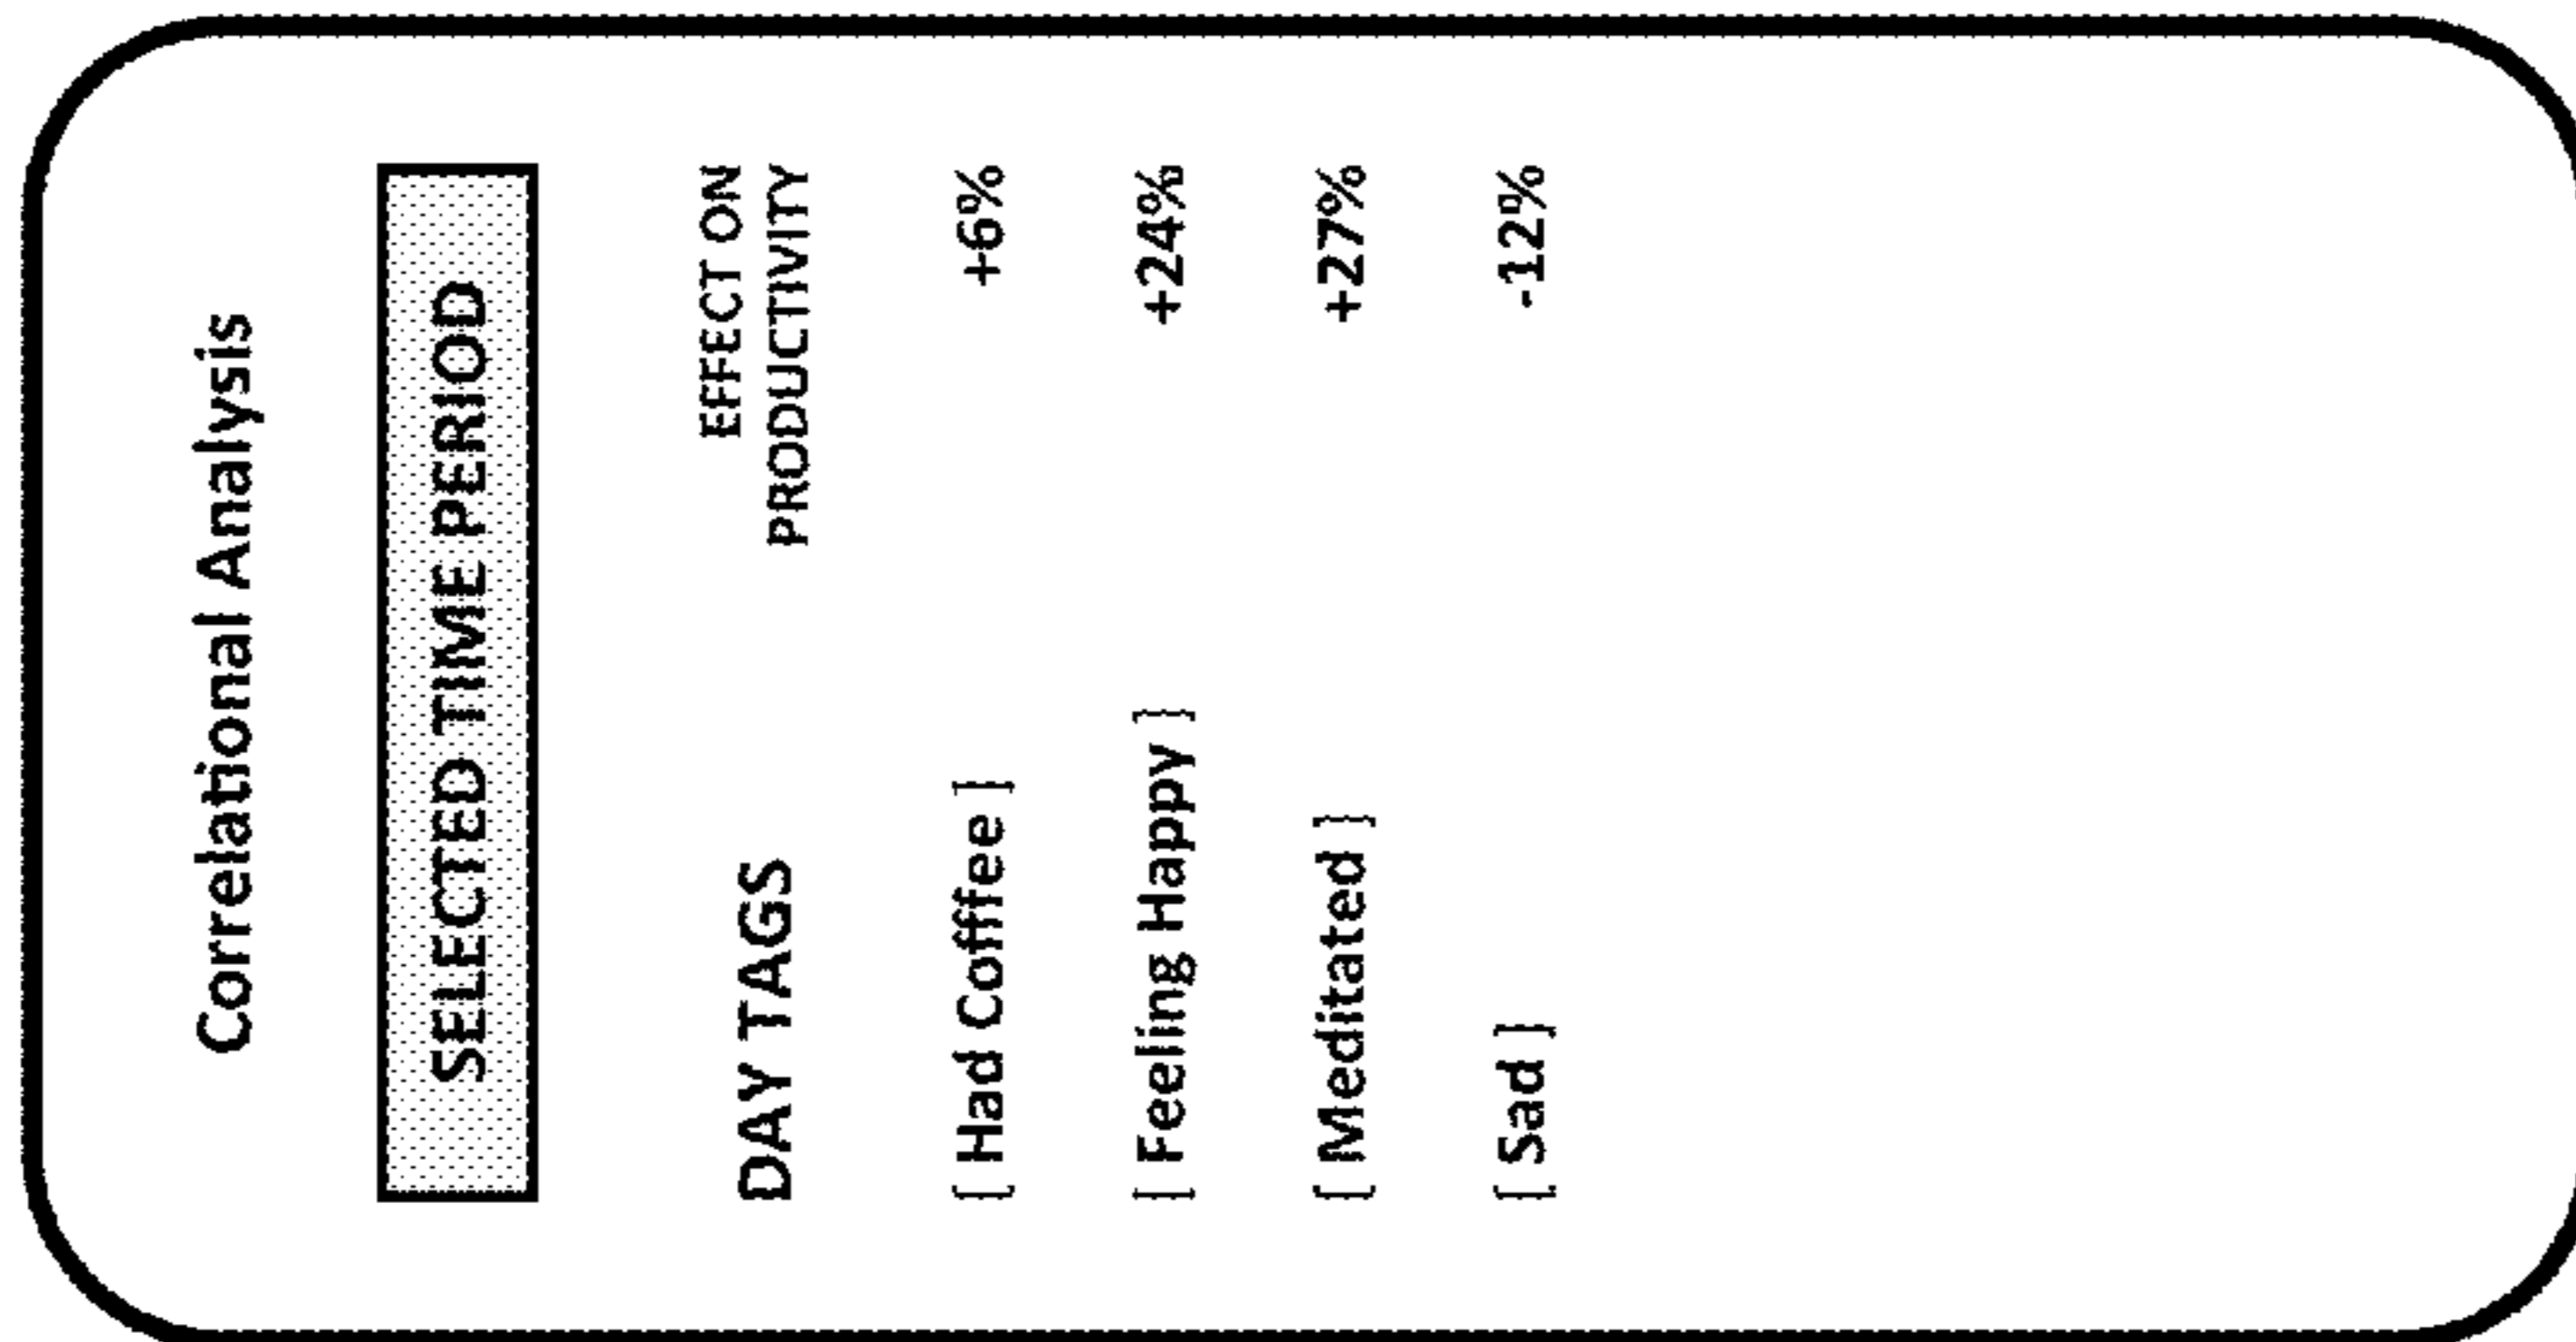 Correlational Analysis
SELECTED TIME PERIOD
DAY TAGS EFFECT ON
PRODUCTIVITY
[ Had Coffee ] +6%
[ Feeling Happy ] +24%
[ Meditated ] +27%
[ Sad ] -12%